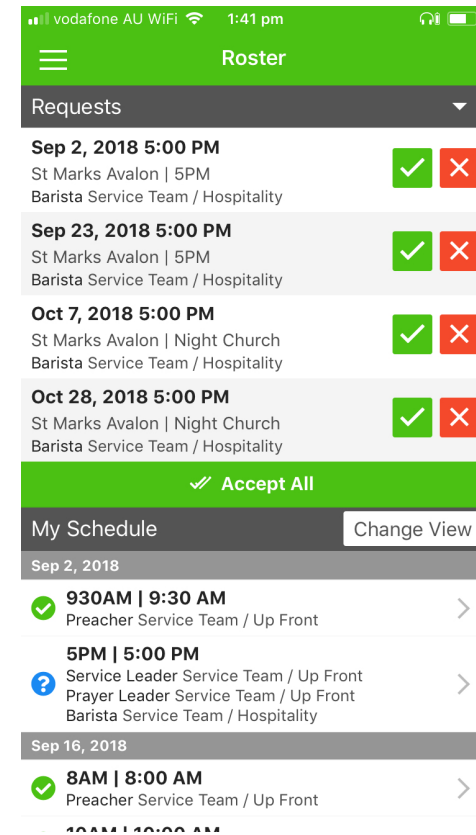 vodafone AU WiFi 1:41 pm
Roster
Requests
Sep 2, 2018 5:00 PM
St Marks Avalon | 5PM
Barista Service Team / Hospitality
Sep 23, 2018 5:00 PM
St Marks Avalon | 5PM
Barista Service Team / Hospitality
Oct 7, 2018 5:00 PM
St Marks Avalon | Night Church
Barista Service Team / Hospitality
Oct 28, 2018 5:00 PM
St Marks Avalon | Night Church
Barista Service Team / Hospitality
Accept All
My Schedule Change View
Sep 2, 2018
930AM | 9:30 AM
Preacher Service Team / Up Front
5PM | 5:00 PM
Service Leader Service Team / Up Front
Prayer Leader Service Team / Up Front
Barista Service Team / Hospitality
Sep 16, 2018
8AM | 8:00 AM
Preacher Service Team / Up Front
10AM | 10:00 AM